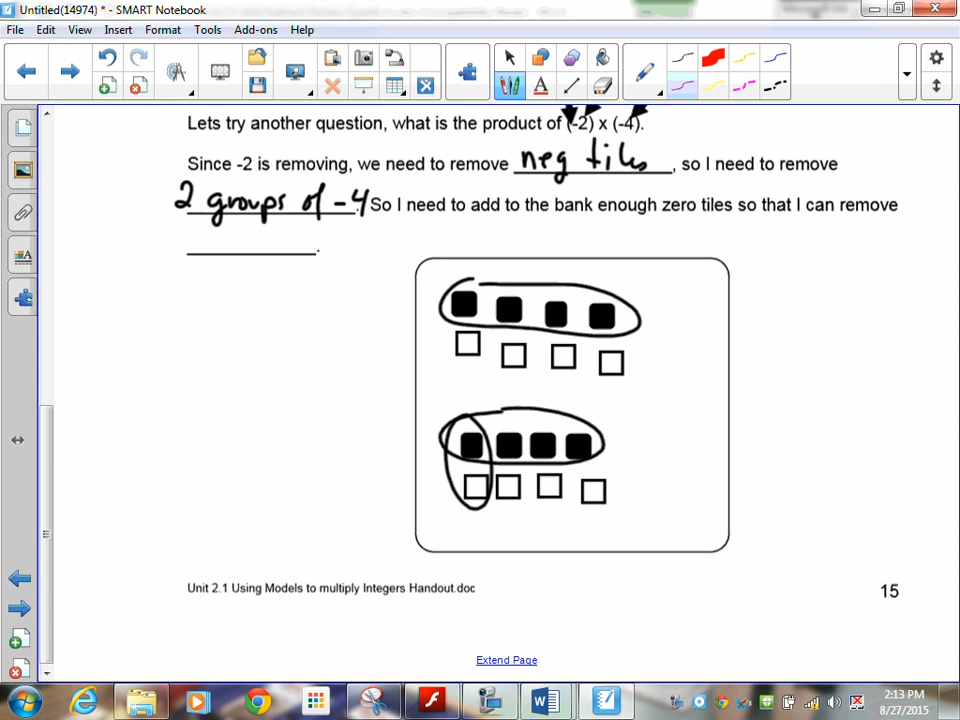 Untitled(14974) * - SMART Notebook
File Edit View Insert Format Tools Add-ons Help
Lets try another question, what is the product of (-2) x (-4).
Since -2 is removing, we need to remove neg tiles, so I need to remove
2 groups of -4. So I need to add to the bank enough zero tiles so that I can remove
____________.
Unit 2.1 Using Models to multiply Integers Handout.doc
15
Extend Page
2:13 PM
8/27/2015